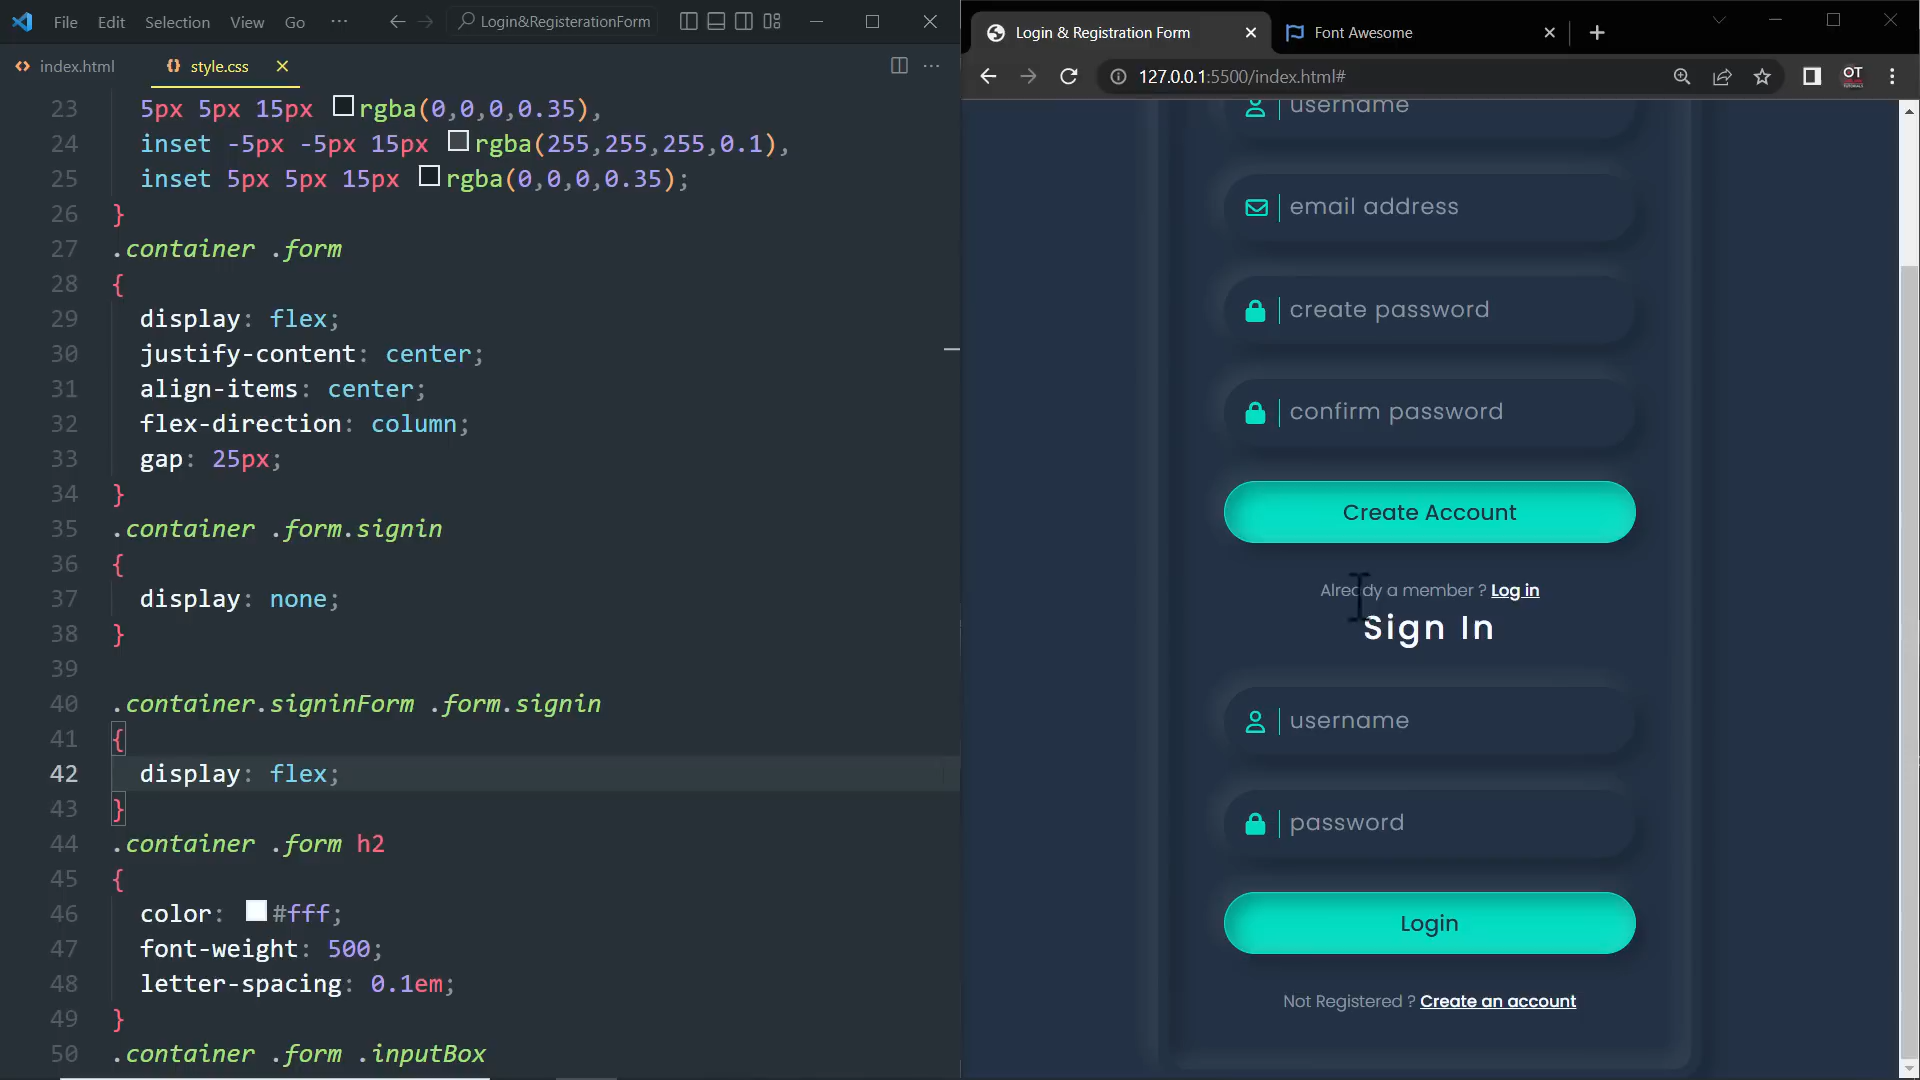 File Edit Selection View Go ··· Login&RegisterationForm
index.html style.css
23 5px 5px 15px rgba(0,0,0,0.35),
24 inset -5px -5px 15px rgba(255,255,255,0.1),
25 inset 5px 5px 15px rgba(0,0,0,0.35);
26 }
27 .container .form
28 {
29 display: flex;
30 justify-content: center;
31 align-items: center;
32 flex-direction: column;
33 gap: 25px;
34 }
35 .container .form.signin
36 {
37 display: none;
38 }
39
40 .container.signinForm .form.signin
41 {
42 display: flex;
43 }
44 .container .form h2
45 {
46 color: #fff;
47 font-weight: 500;
48 letter-spacing: 0.1em;
49 }
50 .container .form .inputBox
Login & Registration Form Font Awesome
127.0.0.1:5500/index.html#
OT
username
email address
create password
confirm password
Create Account
Already a member ? Log in
Sign In
username
password
Login
Not Registered ? Create an account